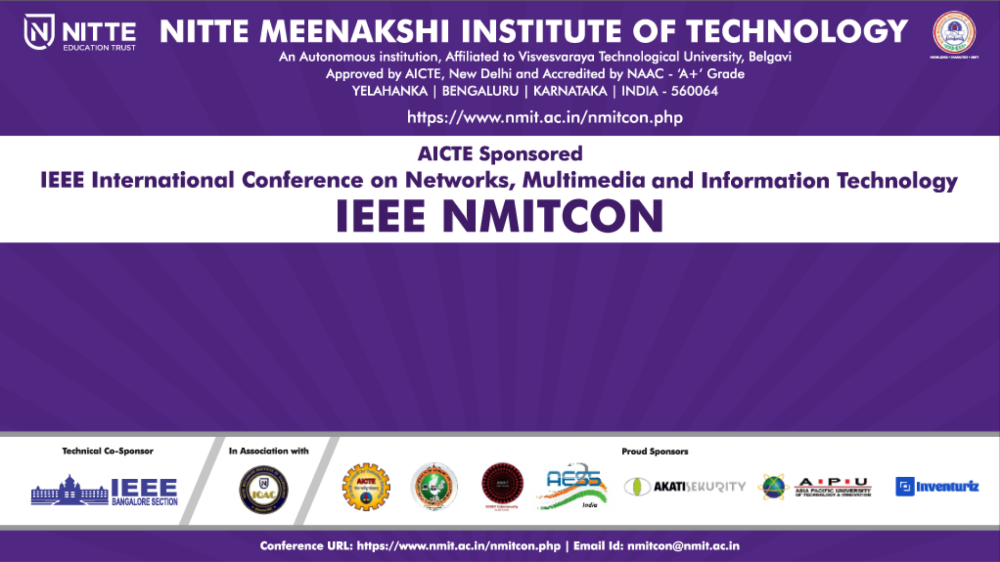 NITTE
EDUCATION TRUST
NITTE MEENAKSHI INSTITUTE OF TECHNOLOGY
An Autonomous institution, Affiliated to Visvesvaraya Technological University, Belgavi
Approved by AICTE, New Delhi and Accredited by NAAC - ‘A+’ Grade
YELAHANKA | BENGALURU | KARNATAKA | INDIA - 560064
https://www.nmit.ac.in/nmitcon.php
AICTE Sponsored
IEEE International Conference on Networks, Multimedia and Information Technology
IEEE NMITCON
Technical Co-Sponsor
IEEE
BANGALORE SECTION
In Association with
IQAC
Proud Sponsors
AICTE
AESS
India
AKATISEKURITY
A•P•U
ASIA PACIFIC UNIVERSITY
OF TECHNOLOGY & INNOVATION
Inventuriz
Conference URL: https://www.nmit.ac.in/nmitcon.php | Email Id: nmitcon@nmit.ac.in